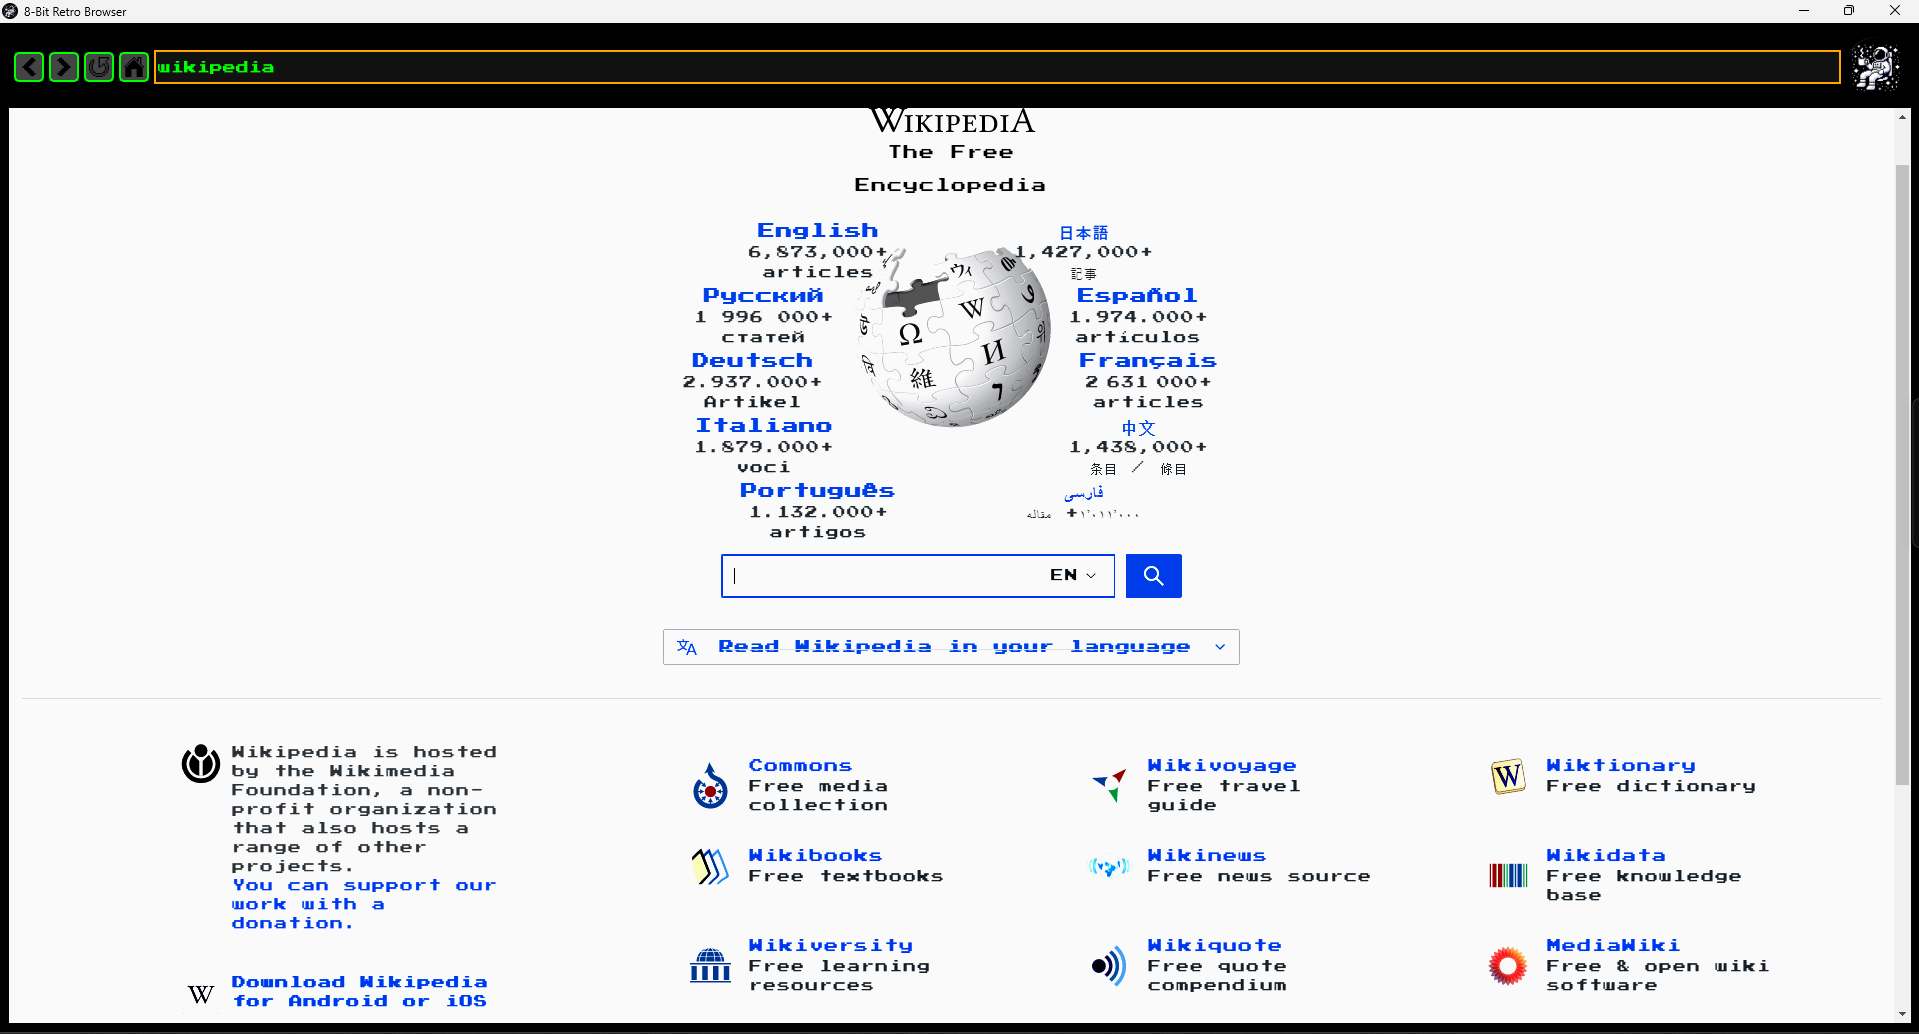 8-Bit Retro Browser
wikipedia
WIKIPEDIA
The Free
Encyclopedia
English
6,873,000+
articles
日本語
1,427,000+
記事
Русский
1 996 000+
статей
Español
1.974.000+
artículos
Deutsch
2.937.000+
Artikel
Français
2 631 000+
articles
Italiano
1.879.000+
voci
中文
1,438,000+
条目 / 條目
Português
1.132.000+
artigos
فارسی
۱٬۰۱۱٬۰۰۰+ مقاله
Ω
W
И
維
ウィ
EN
Read Wikipedia in your language
Wikipedia is hosted
by the Wikimedia
Foundation, a non-
profit organization
that also hosts a
range of other
projects.
You can support our
work with a
donation.
W
Download Wikipedia
for Android or iOS
Commons
Free media
collection
Wikivoyage
Free travel
guide
W
Wiktionary
Free dictionary
Wikibooks
Free textbooks
Wikinews
Free news source
Wikidata
Free knowledge
base
Wikiversity
Free learning
resources
Wikiquote
Free quote
compendium
MediaWiki
Free & open wiki
software